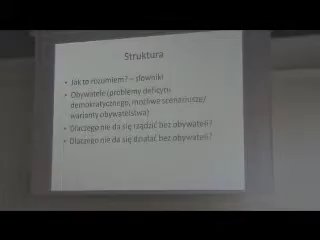 Struktura
• Jak to rozumiem? – słowniki
• Obywatele (problemy deficytu
demokratycznego, możliwe scenariusze/
warianty obywatelstwa)
• Dlaczego nie da się rządzić bez obywateli?
• Dlaczego nie da się działać bez obywateli?